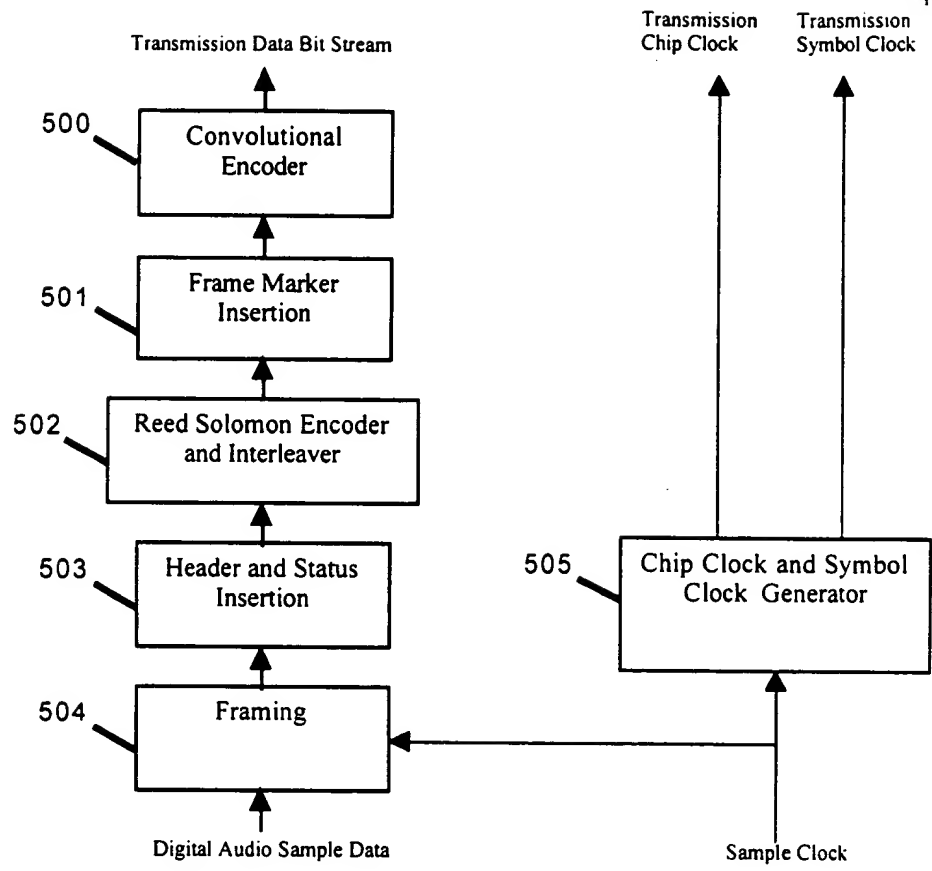 Transmission Data Bit Stream
Transmission
Chip Clock
Transmission
Symbol Clock
500
Convolutional
Encoder
501
Frame Marker
Insertion
502
Reed Solomon Encoder
and Interleaver
503
Header and Status
Insertion
505
Chip Clock and Symbol
Clock Generator
504
Framing
Digital Audio Sample Data
Sample Clock